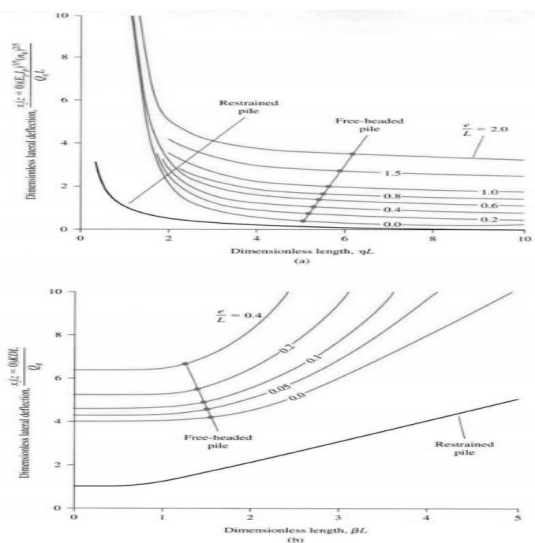 10
8
6
4
2
0
Dimensionless lateral deflection,
Restrained
pile
Free-headed
pile
e/L = 2.0
1.5
1.0
0.8
0.6
0.4
0.2
0.0
0 2 4 6 8 10
Dimensionless length, ηL
(a)
10
8
6
4
2
0
Dimensionless lateral deflection, x_z(z = 0)KDL / Q_g
e/L = 0.4
0.2
0.1
0.05
0.0
Free-headed
pile
Restrained
pile
0 1 2 3 4 5
Dimensionless length, βL
(b)